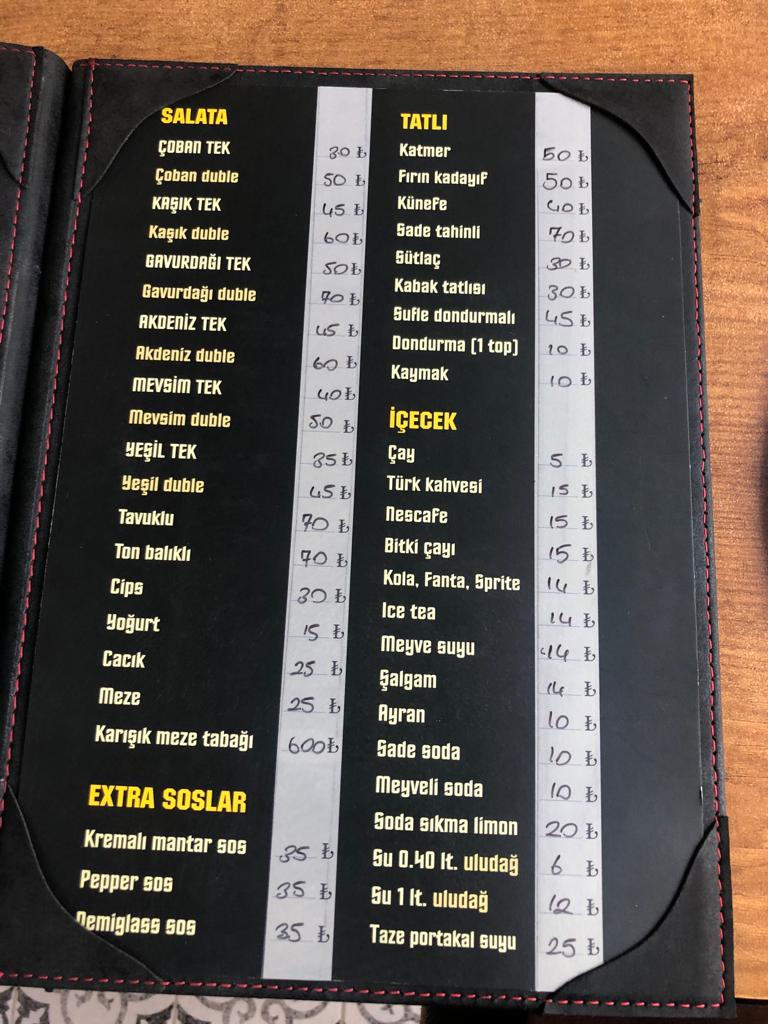 SALATA
ÇOBAN TEK 30 ₺
Çoban duble 50 ₺
KAŞIK TEK 45 ₺
Kaşık duble 60 ₺
GAVURDAĞI TEK 50 ₺
Gavurdağı duble 70 ₺
AKDENİZ TEK 45 ₺
Akdeniz duble 60 ₺
MEVSİM TEK 40 ₺
Mevsim duble 50 ₺
YEŞİL TEK 35 ₺
Yeşil duble 45 ₺
Tavuklu 70 ₺
Ton balıklı 70 ₺
Cips 30 ₺
Yoğurt 15 ₺
Cacık 25 ₺
Meze 25 ₺
Karışık meze tabağı 600 ₺
EXTRA SOSLAR
Kremalı mantar sos 35 ₺
Pepper sos 35 ₺
Demiglass sos 35 ₺
TATLI
Katmer 50 ₺
Fırın kadayıf 50 ₺
Künefe 40 ₺
Sade tahinli 70 ₺
Sütlaç 30 ₺
Kabak tatlısı 30 ₺
Sufle dondurmalı 45 ₺
Dondurma (1 top) 10 ₺
Kaymak 10 ₺
İÇECEK
Çay 5 ₺
Türk kahvesi 15 ₺
Nescafe 15 ₺
Bitki çayı 15 ₺
Kola, Fanta, Sprite 14 ₺
Ice tea 14 ₺
Meyve suyu 14 ₺
Şalgam 14 ₺
Ayran 10 ₺
Sade soda 10 ₺
Meyveli soda 10 ₺
Soda sıkma limon 20 ₺
Su 0.40 lt. uludağ 6 ₺
Su 1 lt. uludağ 12 ₺
Taze portakal suyu 25 ₺